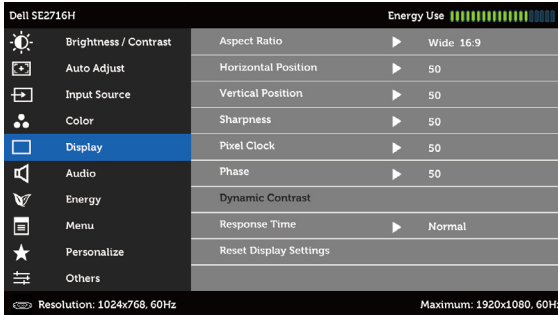 Dell SE2716H Energy Use
Brightness / Contrast Aspect Ratio Wide 16:9
Auto Adjust Horizontal Position 50
Input Source Vertical Position 50
Color Sharpness 50
Display Pixel Clock 50
Audio Phase 50
Energy Dynamic Contrast
Menu Response Time Normal
Personalize Reset Display Settings
Others
Resolution: 1024x768, 60Hz Maximum: 1920x1080, 60Hz